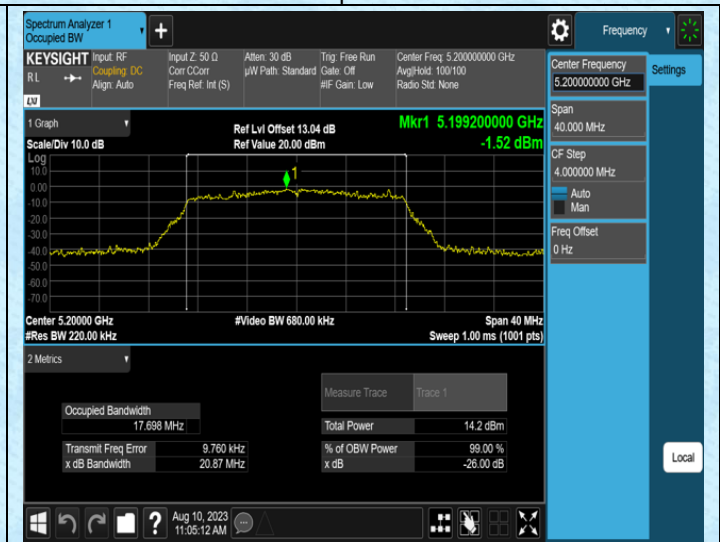 Spectrum Analyzer 1
Occupied BW
+
Frequency
KEYSIGHT
RL
LXI
Input: RF
Coupling: DC
Align: Auto
Input Z: 50 Ω
Corr CCorr
Freq Ref: Int (S)
Atten: 30 dB
µW Path: Standard
Trig: Free Run
Gate: Off
#IF Gain: Low
Center Freq: 5.200000000 GHz
Avg|Hold: 100/100
Radio Std: None
1 Graph
Scale/Div 10.0 dB
Ref Lvl Offset 13.04 dB
Ref Value 20.00 dBm
Mkr1 5.199200000 GHz
-1.52 dBm
Log
10.0
0.00
-10.0
-20.0
-30.0
-40.0
-50.0
-60.0
-70.0
1
Center 5.20000 GHz
#Res BW 220.00 kHz
#Video BW 680.00 kHz
Span 40 MHz
Sweep 1.00 ms (1001 pts)
2 Metrics
Measure Trace Trace 1
Occupied Bandwidth
17.698 MHz
Total Power 14.2 dBm
Transmit Freq Error 9.760 kHz
x dB Bandwidth 20.87 MHz
% of OBW Power 99.00 %
x dB -26.00 dB
Center Frequency
5.200000000 GHz
Span
40.000 MHz
CF Step
4.000000 MHz
Auto
Man
Freq Offset
0 Hz
Settings
Local
?
Aug 10, 2023
11:05:12 AM